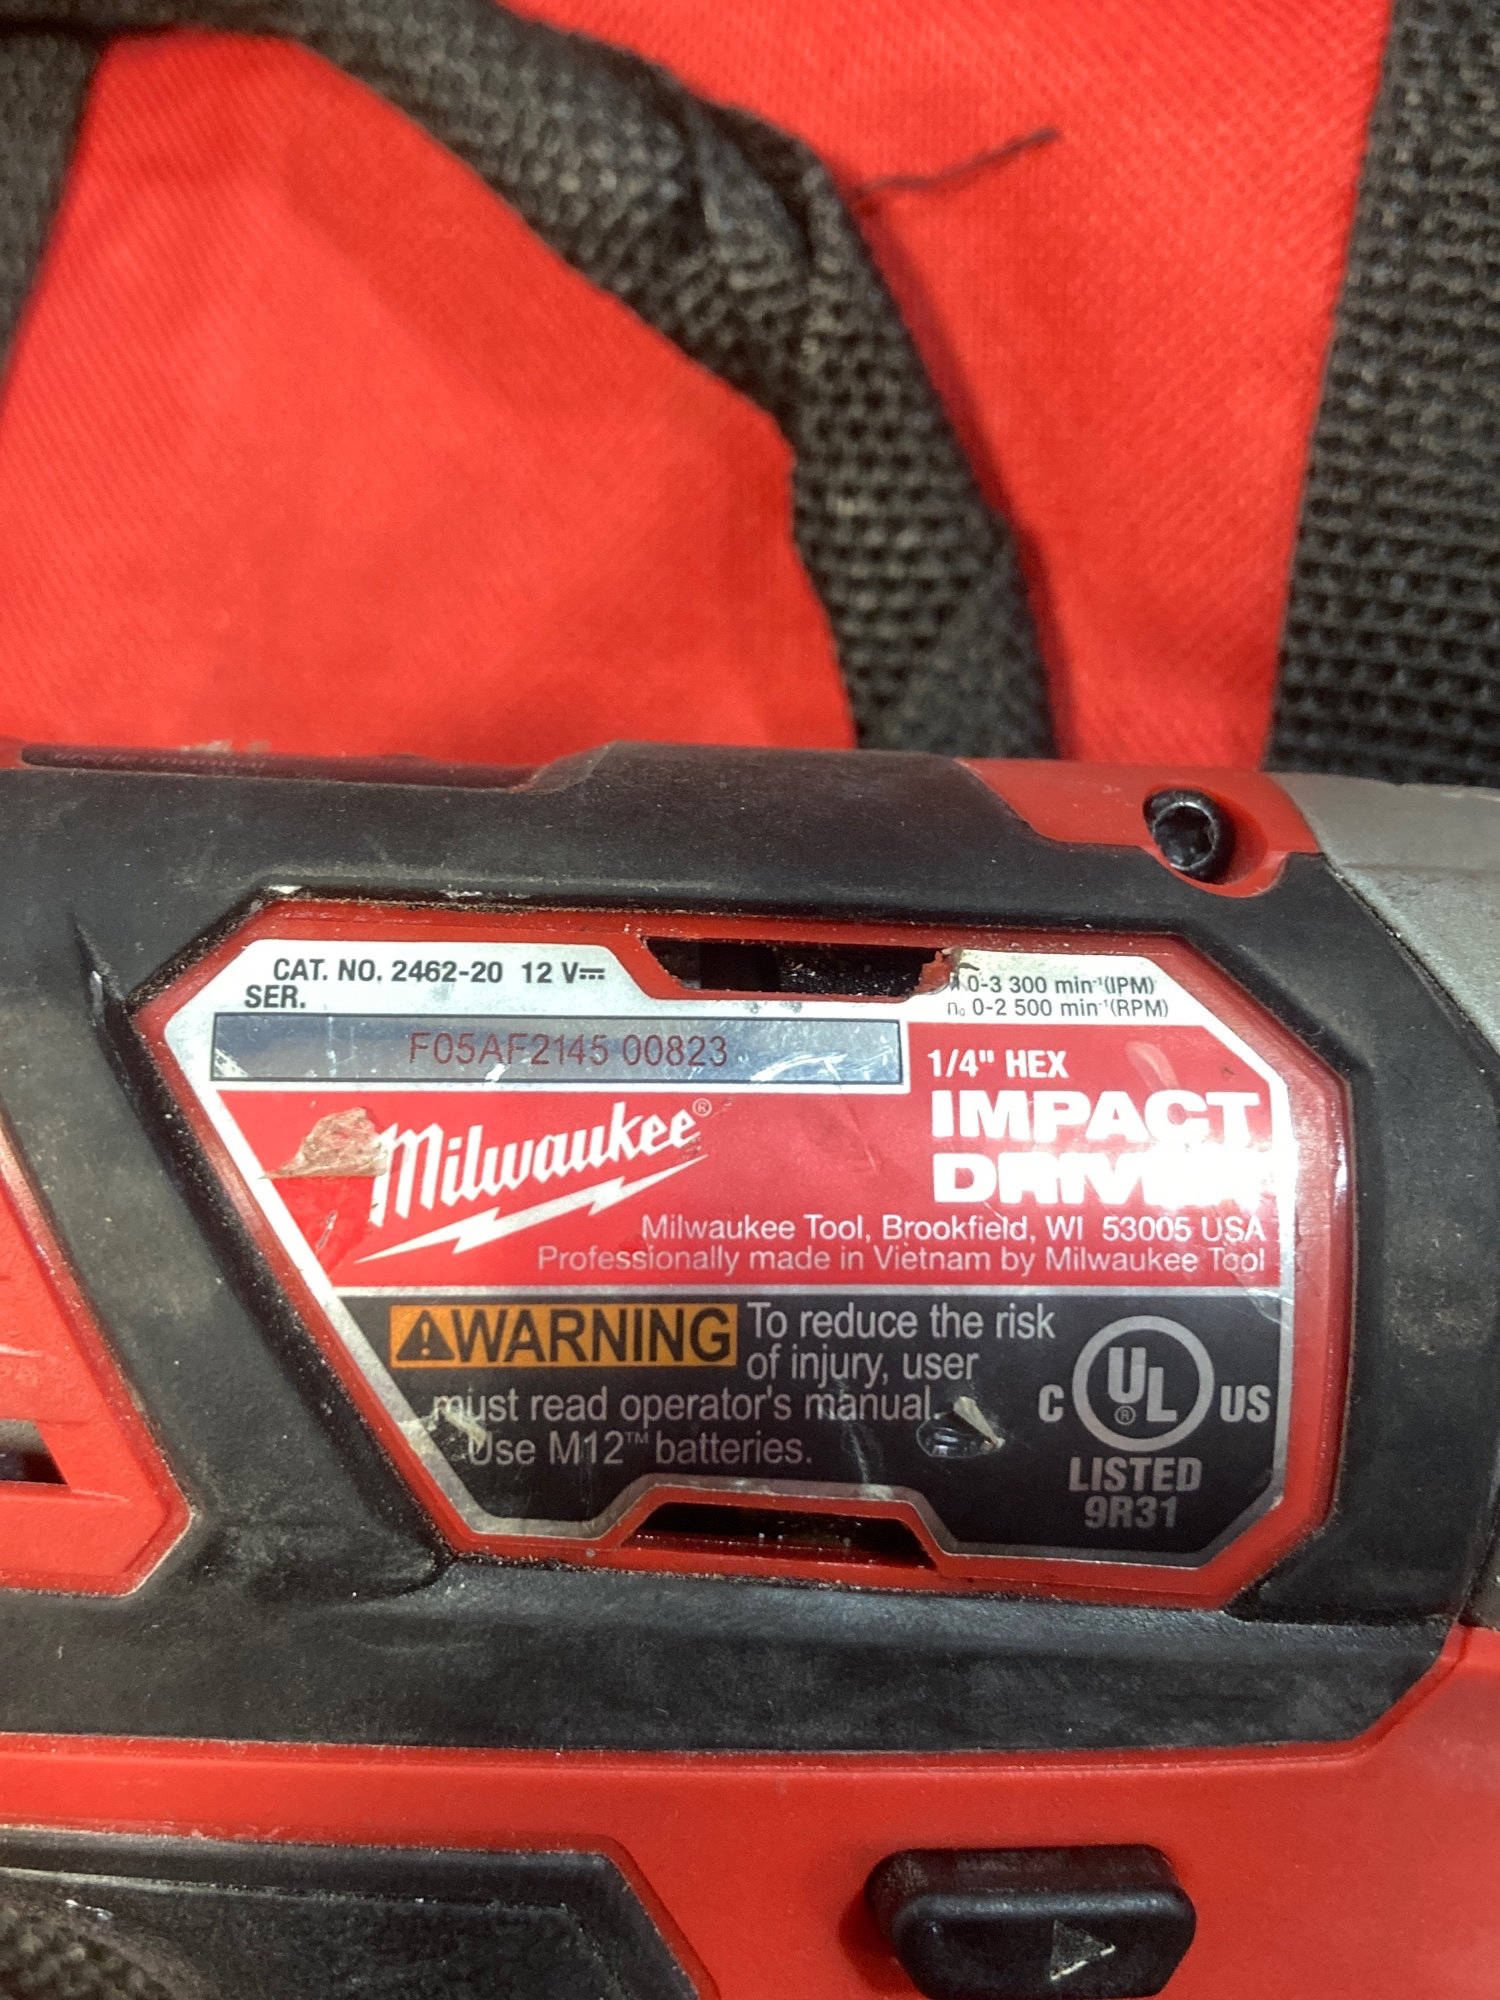 CAT. NO. 2462-20 12 V
SER.
F05AF2145 00823
0-3 300 min⁻¹(IPM)
n₀ 0-2 500 min⁻¹(RPM)
1/4" HEX
IMPACT
DRIVER
Milwaukee®
Milwaukee Tool, Brookfield, WI 53005 USA
Professionally made in Vietnam by Milwaukee Tool
WARNING To reduce the risk
of injury, user
must read operator's manual.
Use M12™ batteries.
C UL® US
LISTED
9R31